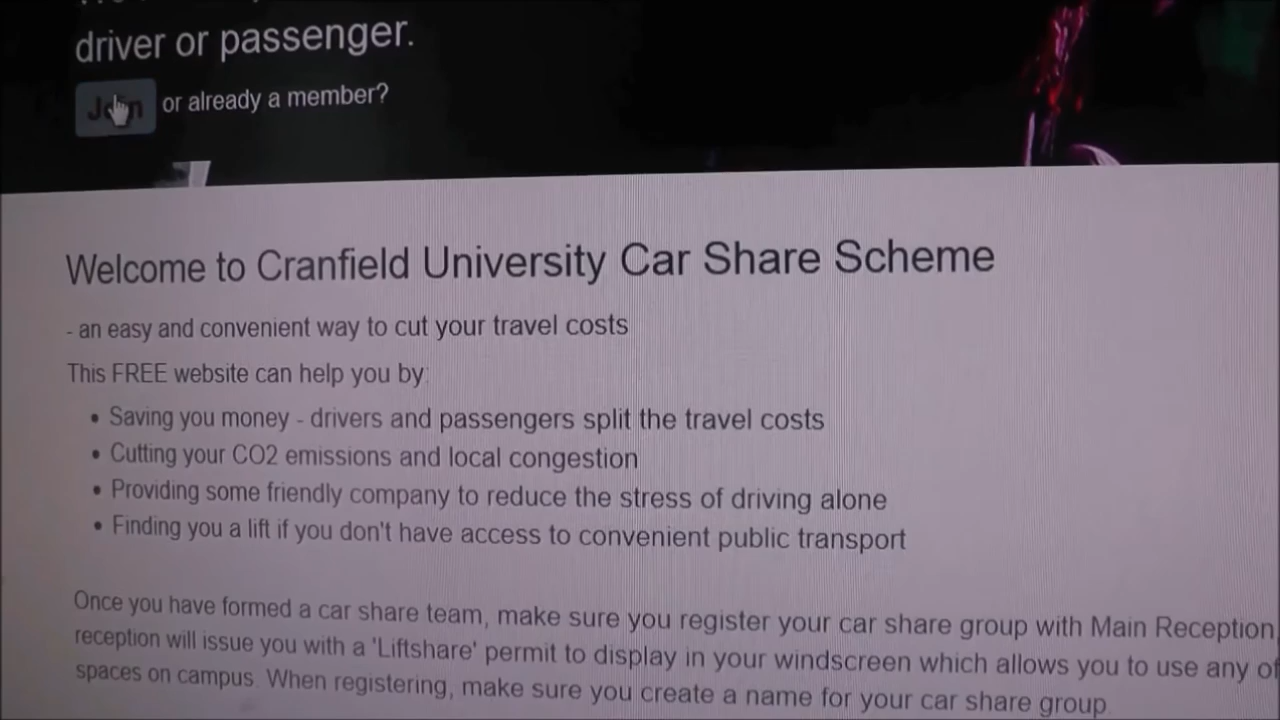 driver or passenger.
Join or already a member?
Welcome to Cranfield University Car Share Scheme
- an easy and convenient way to cut your travel costs
This FREE website can help you by:
• Saving you money - drivers and passengers split the travel costs
• Cutting your CO2 emissions and local congestion
• Providing some friendly company to reduce the stress of driving alone
• Finding you a lift if you don't have access to convenient public transport
Once you have formed a car share team, make sure you register your car share group with Main Reception
reception will issue you with a 'Liftshare' permit to display in your windscreen which allows you to use any of
spaces on campus. When registering, make sure you create a name for your car share group.